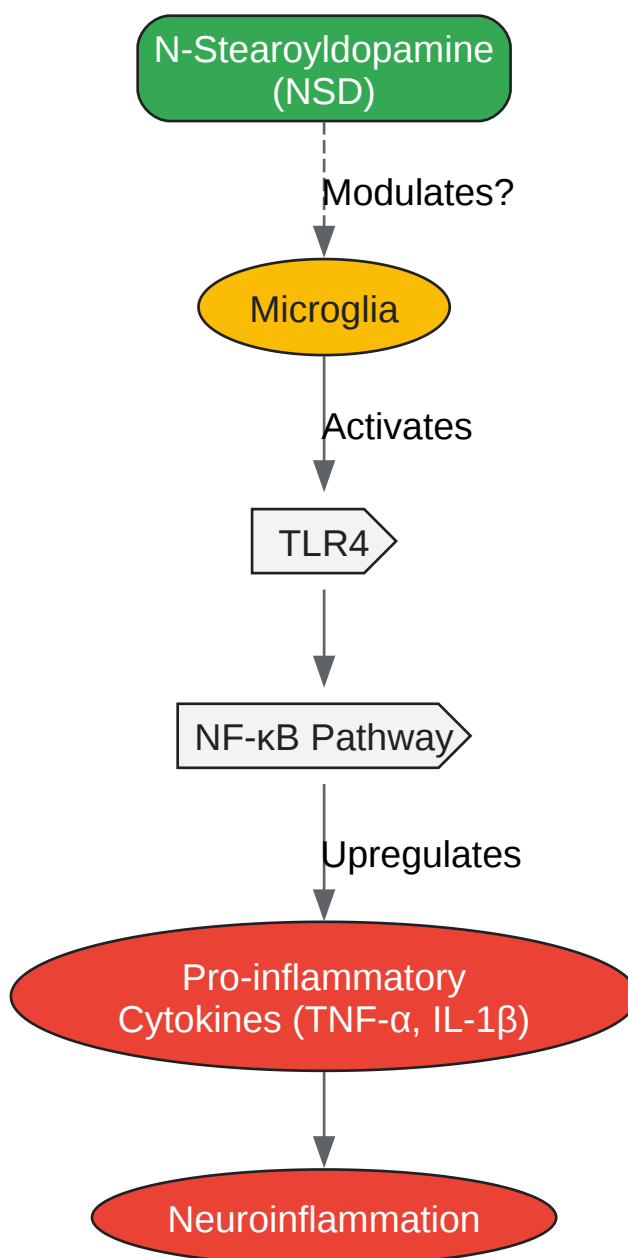 N-Stearoyldopamine
(NSD)
Modulates?
Microglia
Activates
TLR4
NF-κB Pathway
Upregulates
Pro-inflammatory
Cytokines (TNF-α, IL-1β)
Neuroinflammation